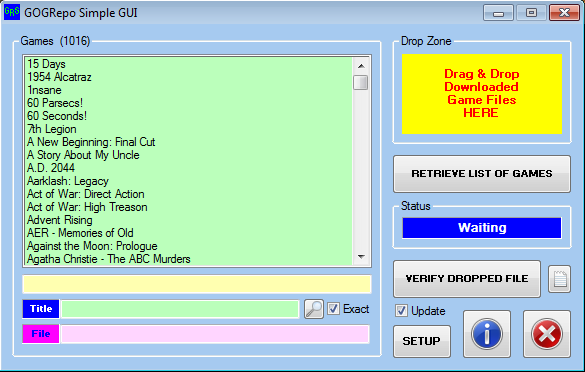 GOGRepo Simple GUI
Games (1016)
15 Days
1954 Alcatraz
1nsane
60 Parsecs!
60 Seconds!
7th Legion
A New Beginning: Final Cut
A Story About My Uncle
A.D. 2044
Aarklash: Legacy
Act of War: Direct Action
Act of War: High Treason
Advent Rising
AER - Memories of Old
Against the Moon: Prologue
Agatha Christie - The ABC Murders
Title
Exact
File
Drop Zone
Drag & Drop
Downloaded
Game Files
HERE
RETRIEVE LIST OF GAMES
Status
Waiting
VERIFY DROPPED FILE
Update
SETUP